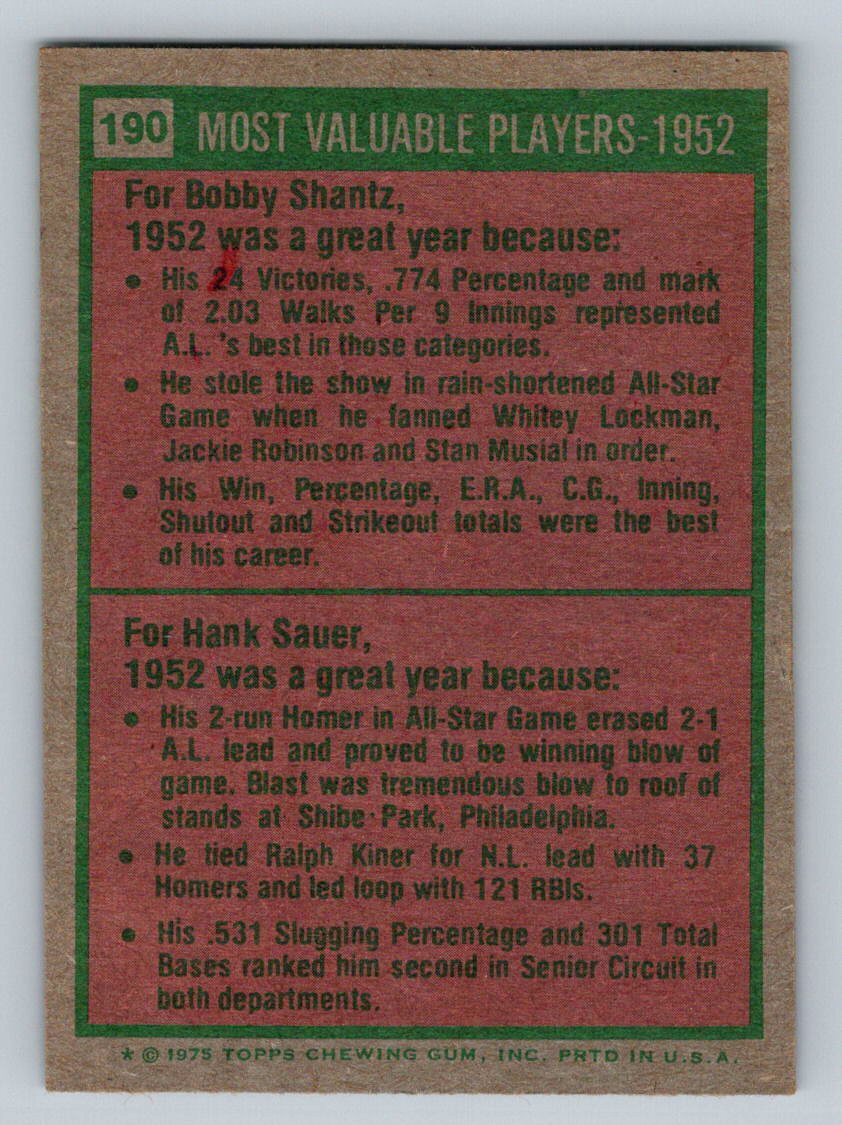 190 MOST VALUABLE PLAYERS-1952
For Bobby Shantz,
1952 was a great year because:
• His 24 Victories, .774 Percentage and mark
of 2.03 Walks Per 9 Innings represented
A.L. 's best in those categories.
• He stole the show in rain-shortened All-Star
Game when he fanned Whitey Lockman,
Jackie Robinson and Stan Musial in order.
• His Win, Percentage, E.R.A., C.G., Inning,
Shutout and Strikeout totals were the best
of his career.
For Hank Sauer,
1952 was a great year because:
• His 2-run Homer in All-Star Game erased 2-1
A.L. lead and proved to be winning blow of
game. Blast was tremendous blow to roof of
stands at Shibe Park, Philadelphia.
• He tied Ralph Kiner for N.L. lead with 37
Homers and led loop with 121 RBIs.
• His .531 Slugging Percentage and 301 Total
Bases ranked him second in Senior Circuit in
both departments.
* © 1975 TOPPS CHEWING GUM, INC. PRTD IN U.S.A.